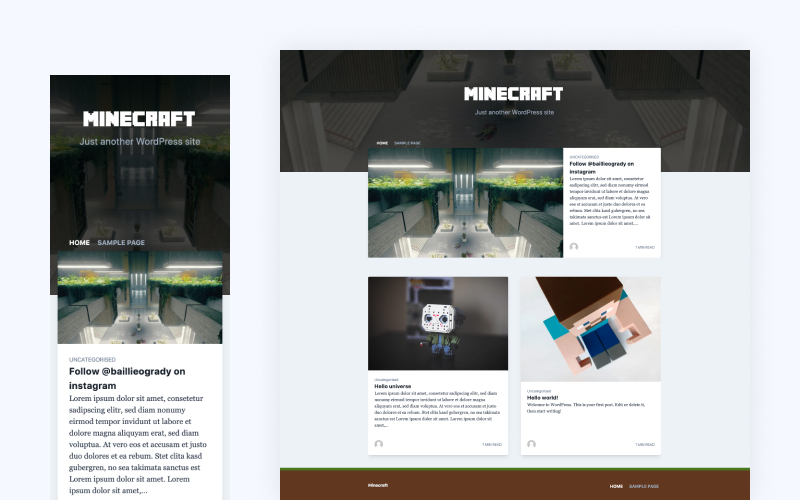 MINECRAFT
Just another WordPress site
HOME SAMPLE PAGE
UNCATEGORISED
Follow @baillieogrady on
instagram
Lorem ipsum dolor sit amet, consetetur
sadipscing elitr, sed diam nonumy
eirmod tempor invidunt ut labore et
dolore magna aliquyam erat, sed diam
voluptua. At vero eos et accusam et justo
duo dolores et ea rebum. Stet clita kasd
gubergren, no sea takimata sanctus est
Lorem ipsum dolor sit amet. Lorem
ipsum dolor sit amet,...
MINECRAFT
Just another WordPress site
HOME SAMPLE PAGE
UNCATEGORISED
Follow @baillieogrady on
instagram
Lorem ipsum dolor sit amet, consetetur
sadipscing elitr, sed diam nonumy eirmod
tempor invidunt ut labore et dolore magna
aliquyam erat, sed diam voluptua. At vero
eos et accusam et justo duo dolores et ea
rebum. Stet clita kasd gubergren, no sea
takimata sanctus est Lorem ipsum dolor sit
amet. Lorem ipsum dolor sit amet,...
1 MIN READ
Uncategorised
Hello universe
Lorem ipsum dolor sit amet, consetetur sadipscing elitr, sed diam
nonumy eirmod tempor invidunt ut labore et dolore magna
aliquyam erat, sed diam voluptua. At vero eos et accusam et justo
duo dolores et ea rebum. Stet clita kasd gubergren, no sea takimata
sanctus est Lorem ipsum dolor sit amet. Lorem ipsum dolor sit
amet,...
1 MIN READ
Uncategorised
Hello world!
Welcome to WordPress. This is your first post. Edit or delete it,
then start writing!
1 MIN READ
Minecraft
HOME SAMPLE PAGE